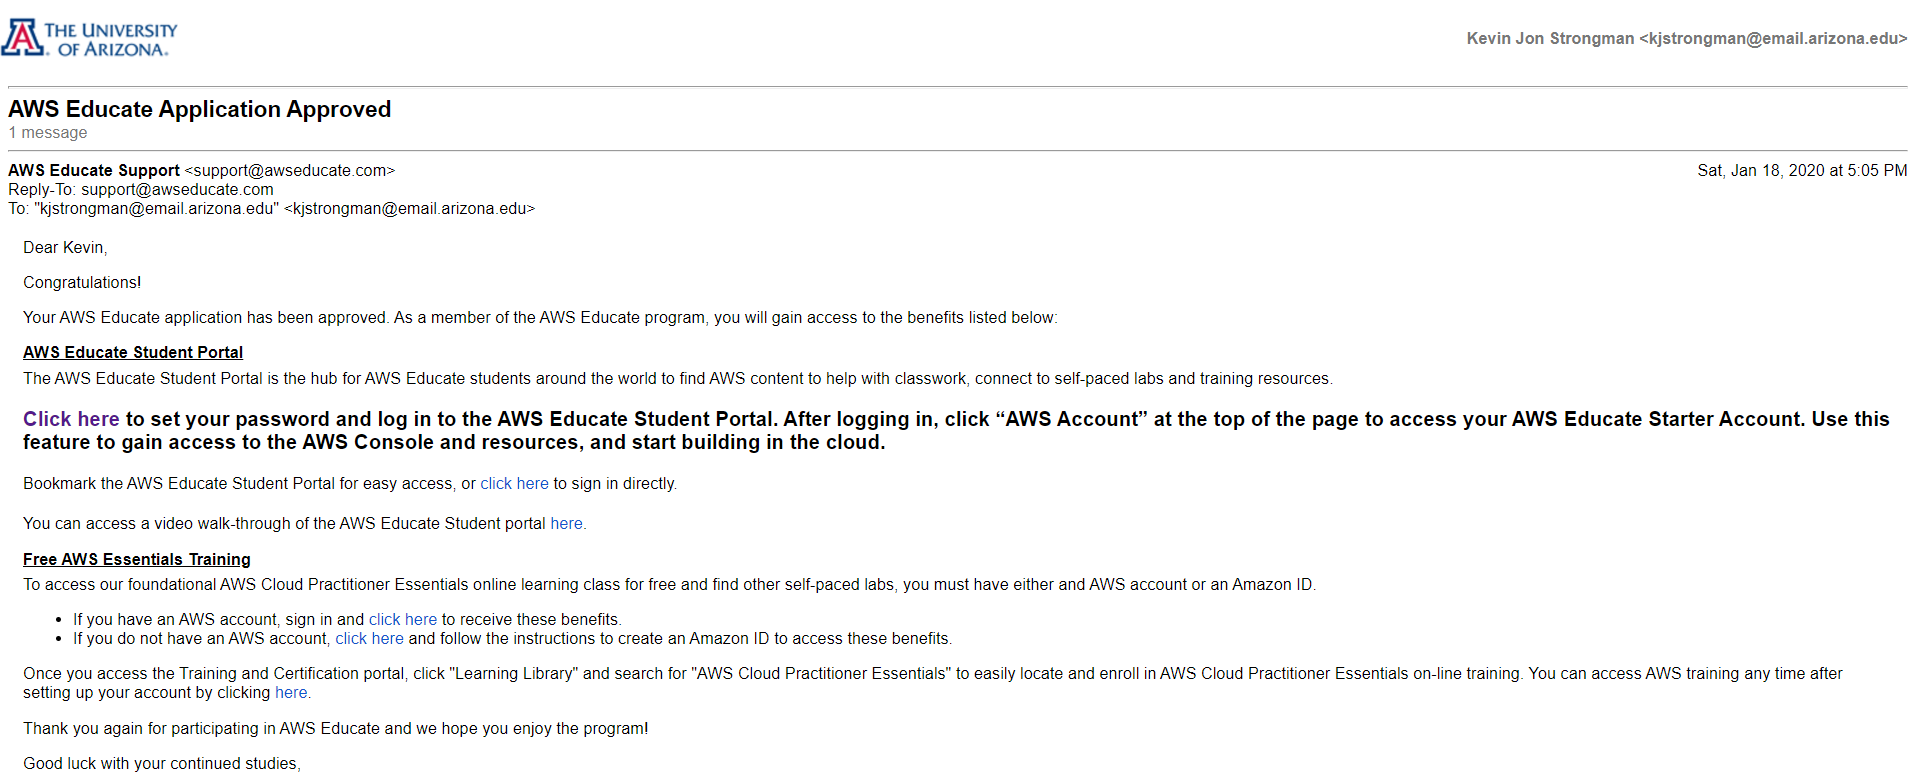 THE UNIVERSITY
OF ARIZONA.
Kevin Jon Strongman <kjstrongman@email.arizona.edu>
AWS Educate Application Approved
1 message
AWS Educate Support <support@awseducate.com>
Sat, Jan 18, 2020 at 5:05 PM
Reply-To: support@awseducate.com
To: "kjstrongman@email.arizona.edu" <kjstrongman@email.arizona.edu>
Dear Kevin,
Congratulations!
Your AWS Educate application has been approved. As a member of the AWS Educate program, you will gain access to the benefits listed below:
AWS Educate Student Portal
The AWS Educate Student Portal is the hub for AWS Educate students around the world to find AWS content to help with classwork, connect to self-paced labs and training resources.
Click here to set your password and log in to the AWS Educate Student Portal. After logging in, click “AWS Account” at the top of the page to access your AWS Educate Starter Account. Use this
feature to gain access to the AWS Console and resources, and start building in the cloud.
Bookmark the AWS Educate Student Portal for easy access, or click here to sign in directly.
You can access a video walk-through of the AWS Educate Student portal here.
Free AWS Essentials Training
To access our foundational AWS Cloud Practitioner Essentials online learning class for free and find other self-paced labs, you must have either and AWS account or an Amazon ID.
• If you have an AWS account, sign in and click here to receive these benefits.
• If you do not have an AWS account, click here and follow the instructions to create an Amazon ID to access these benefits.
Once you access the Training and Certification portal, click "Learning Library" and search for "AWS Cloud Practitioner Essentials" to easily locate and enroll in AWS Cloud Practitioner Essentials on-line training. You can access AWS training any time after
setting up your account by clicking here.
Thank you again for participating in AWS Educate and we hope you enjoy the program!
Good luck with your continued studies,